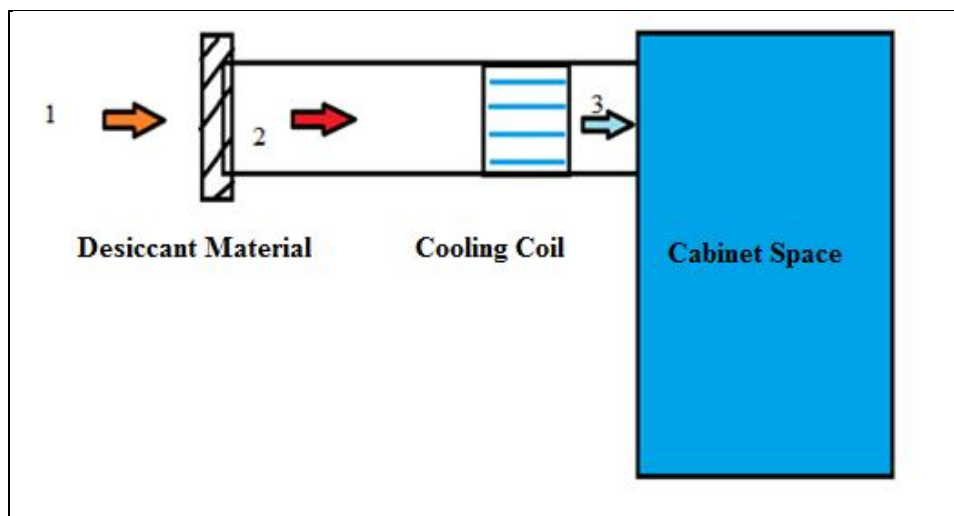 1
2
3
Desiccant Material
Cooling Coil
Cabinet Space